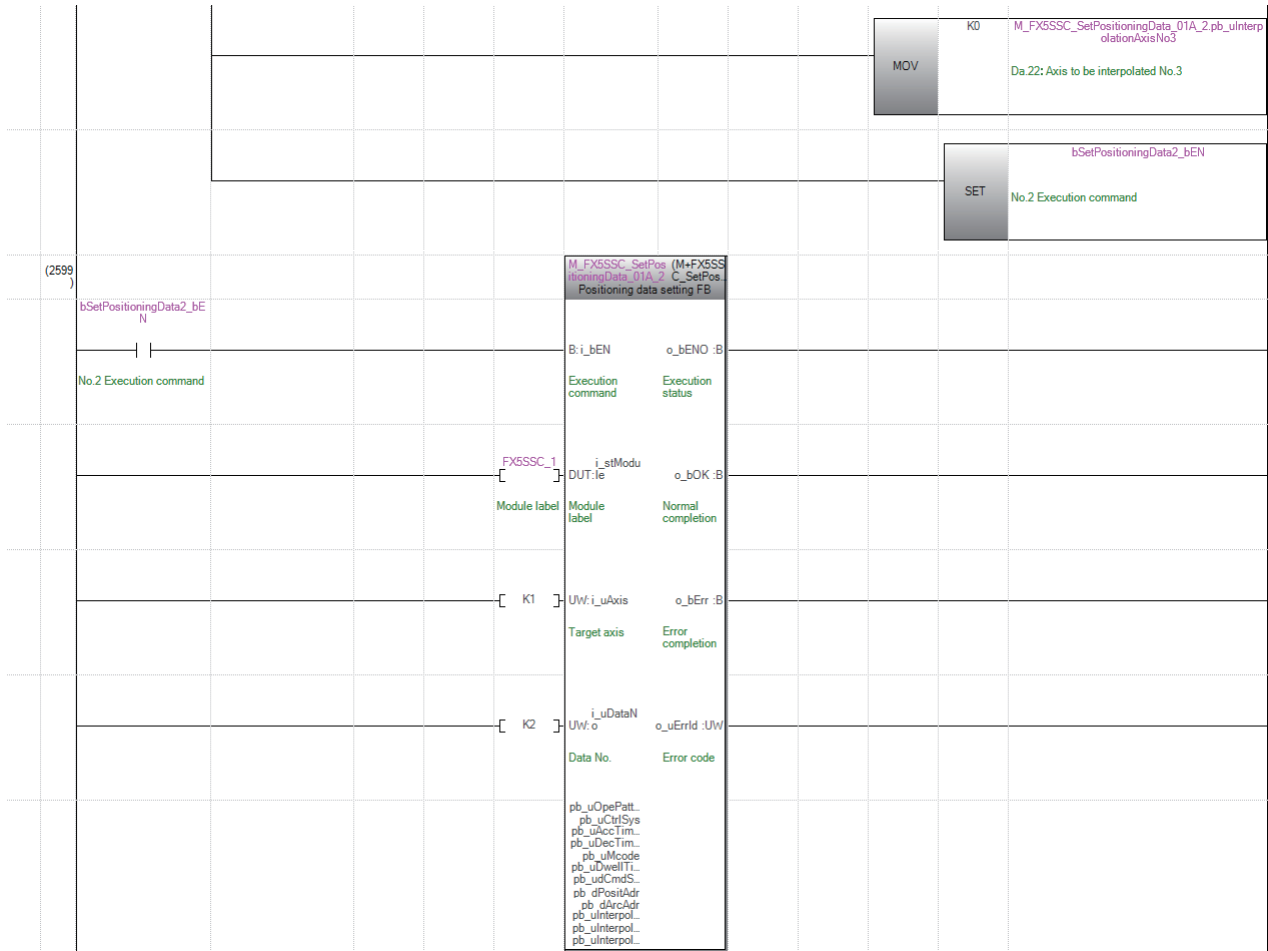 K0
M_FX5SSC_SetPositioningData_01A_2.pb_uInterp
olationAxisNo3
MOV
Da.22: Axis to be interpolated No.3
bSetPositioningData2_bEN
SET
No.2 Execution command
(2599
)
M_FX5SSC_SetPos (M+FX5SS
itioningData_01A_2 C_SetPos..
Positioning data setting FB
bSetPositioningData2_bE
N
B: i_bEN o_bENO :B
No.2 Execution command
Execution
command
Execution
status
FX5SSC_1
i_stModu
DUT:le o_bOK :B
Module label
Module
label
Normal
completion
K1
UW: i_uAxis o_bErr :B
Target axis
Error
completion
K2
i_uDataN
UW: o o_uErrId :UW
Data No.
Error code
pb_uOpePatt...
pb_uCtrlSys
pb_uAccTim...
pb_uDecTim...
pb_uMcode
pb_uDwellTi...
pb_udCmdS...
pb_dPositAdr
pb_dArcAdr
pb_uInterpol...
pb_uInterpol...
pb_uInterpol...